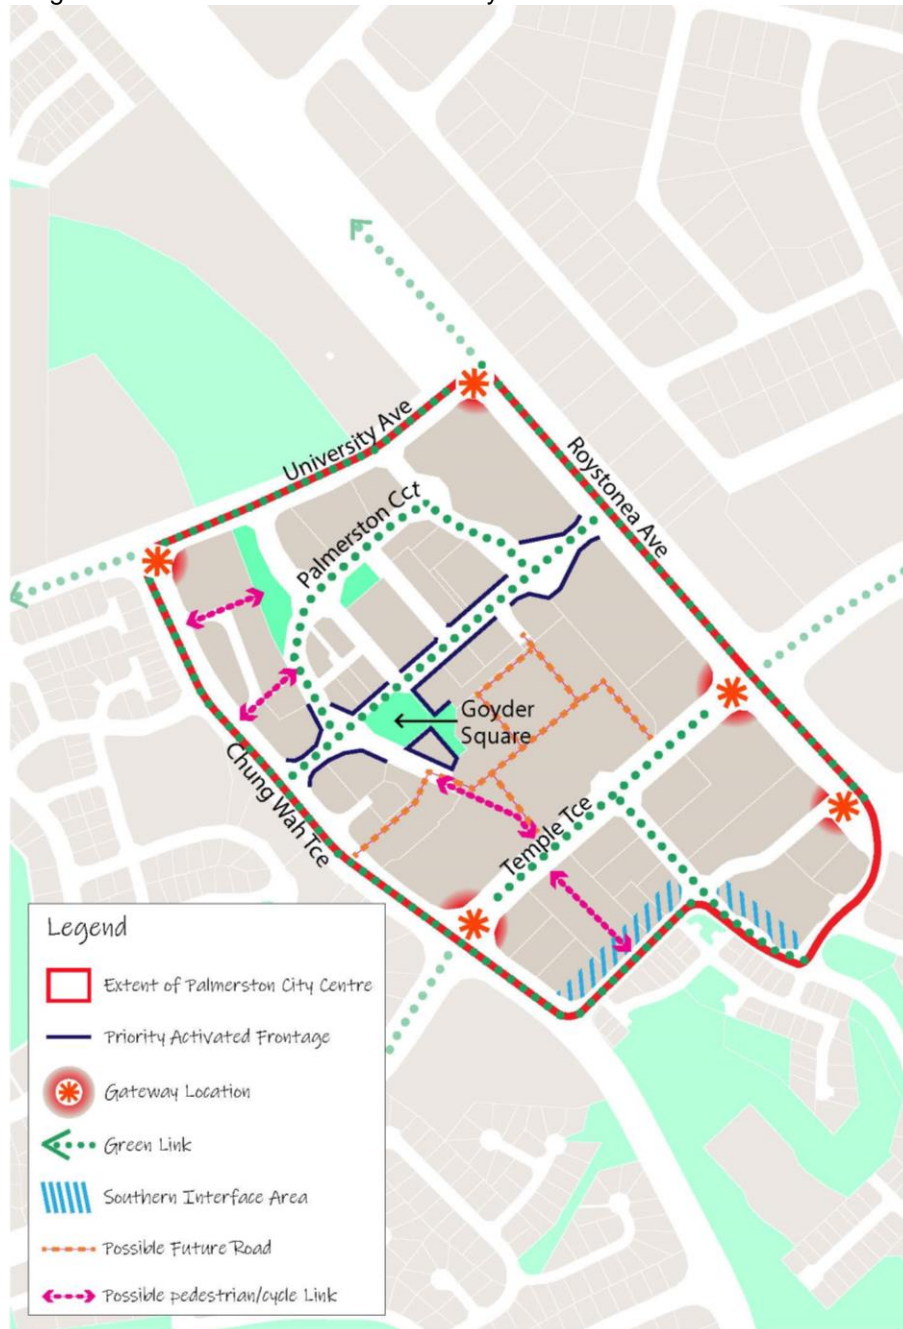 University Ave
Roystonea Ave
Palmerston Cct
Goyder
Square
Chung Wah Tce
Temple Tce
Legend
Extent of Palmerston City Centre
Priority Activated Frontage
Gateway Location
Green Link
Southern Interface Area
Possible Future Road
Possible pedestrian/cycle Link